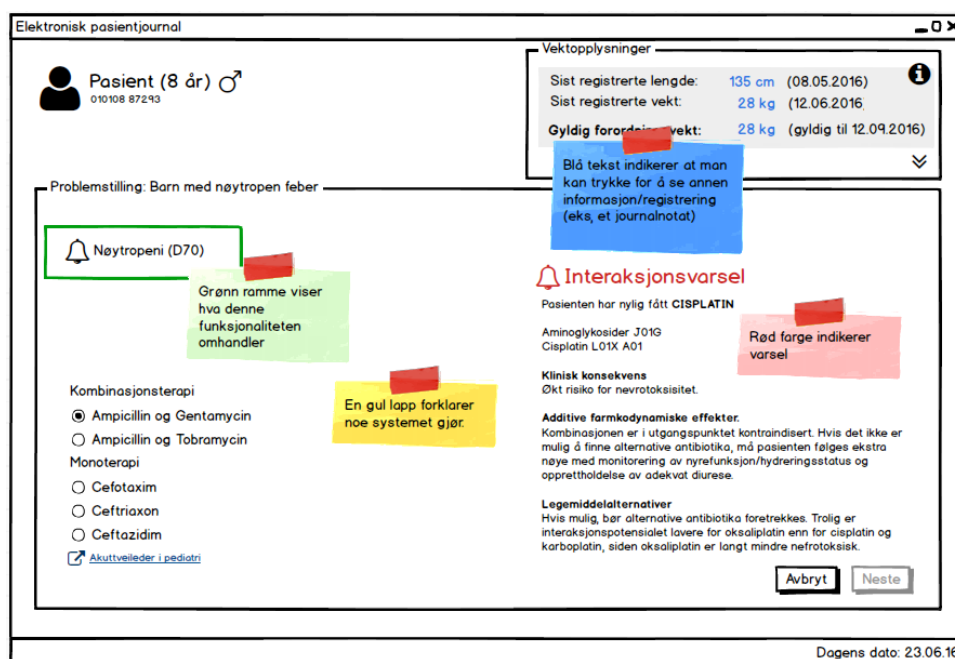 Elektronisk pasientjournal
Pasient (8 år)
010108 87293
Vektopplysninger
Sist registrerte lengde: 135 cm (08.05.2016)
Sist registrerte vekt: 28 kg (12.06.2016
Gyldig vekt: 28 kg (gyldig til 12.09.2016)
Blå tekst indikerer at man
kan trykke for å se annen
informasjon/registrering
(eks, et journalnotat)
Problemstilling: Barn med nøytropen feber
Nøytropeni (D70)
Grønn ramme viser
hva denne
funksjonaliteten
omhandler
En gul lapp forklarer
noe systemet gjør.
Kombinasjonsterapi
Ampicillin og Gentamycin
Ampicillin og Tobramycin
Monoterapi
Cefotaxim
Ceftriaxon
Ceftazidim
Akuttveileder i pediatri
Interaksjonsvarsel
Pasienten har nylig fått CISPLATIN
Aminoglykosider J01G
Cisplatin L01X A01
Rød farge indikerer
varsel
Klinisk konsekvens
Økt risiko for nevrotoksisitet.
Additive farmkodynamiske effekter.
Kombinasjonen er i utgangspunktet kontraindisert. Hvis det ikke er
mulig å finne alternative antibiotika, må pasienten følges ekstra
nøye med monitorering av nyrefunksjon/hydreringsstatus og
opprettholdelse av adekvat diurese.
Legemiddelalternativer
Hvis mulig, bør alternative antibiotika foretrekkes. Trolig er
interaksjonspotensialet lavere for oksaliplatin enn for cisplatin og
karboplatin, siden oksaliplatin er langt mindre nefrotoksisk.
Avbryt
Neste
Dagens dato: 23.06.16